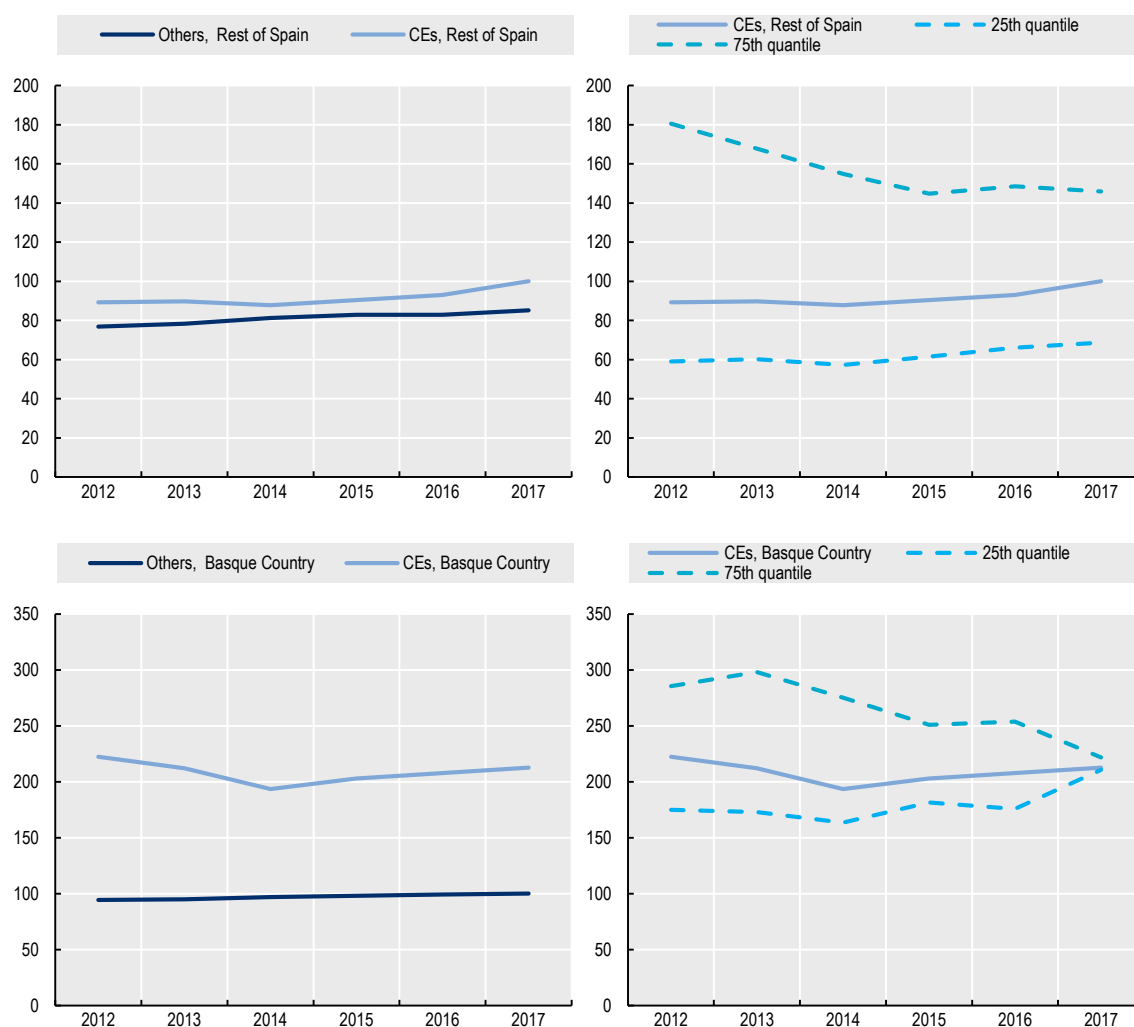 Others,  Rest of Spain
CEs, Rest of Spain
CEs, Rest of Spain
25th quantile
75th quantile
200
180
160
140
120
100
80
60
40
20
0
2012 2013 2014 2015 2016 2017
200
180
160
140
120
100
80
60
40
20
0
2012 2013 2014 2015 2016 2017
Others,  Basque Country
CEs, Basque Country
CEs, Basque Country
25th quantile
75th quantile
350
300
250
200
150
100
50
0
2012 2013 2014 2015 2016 2017
350
300
250
200
150
100
50
0
2012 2013 2014 2015 2016 2017